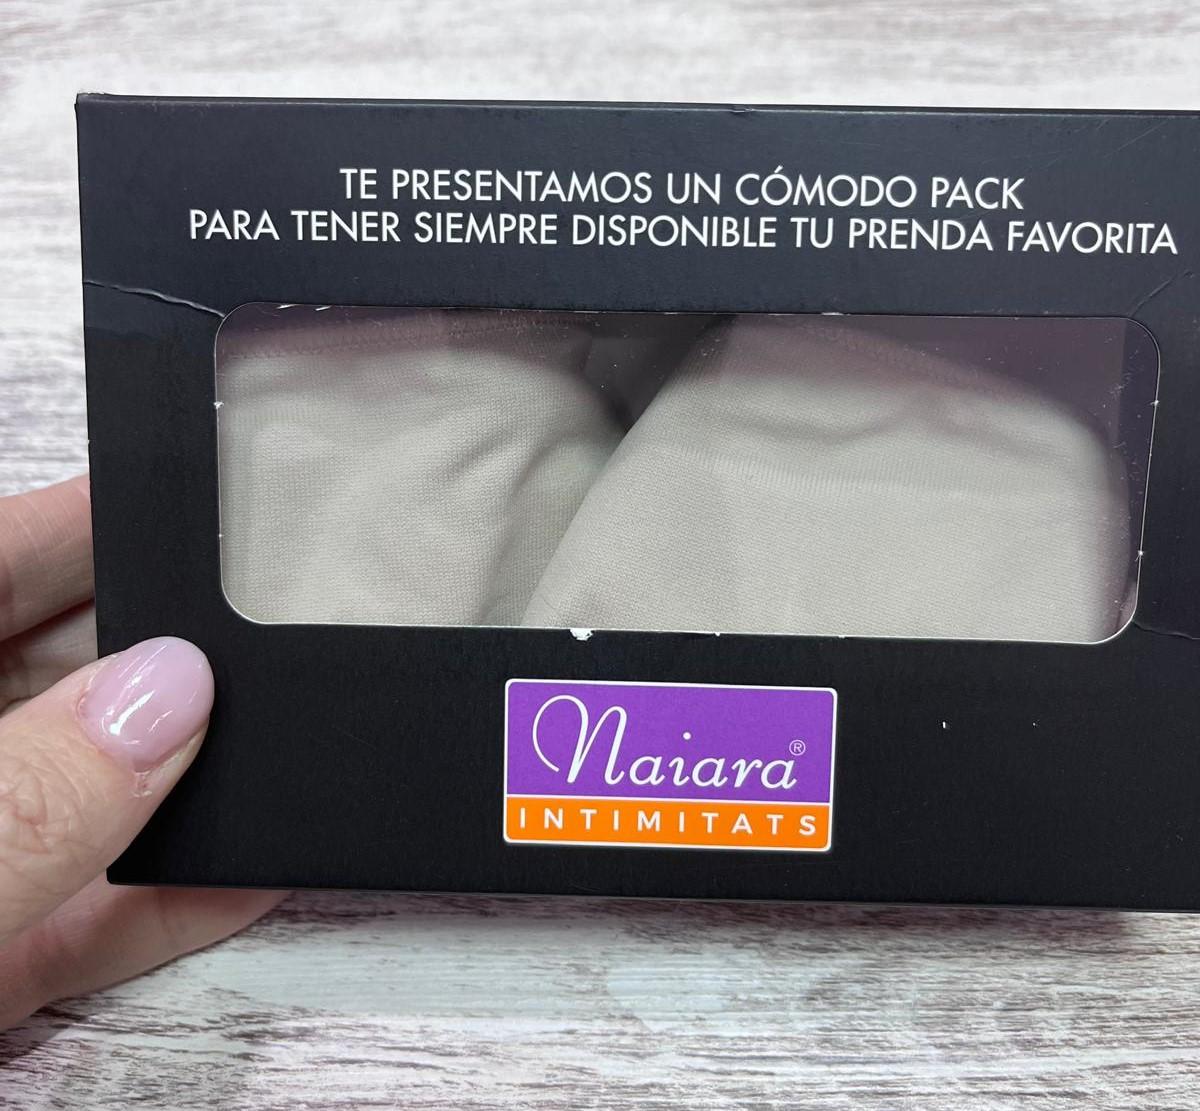 TE PRESENTAMOS UN CÓMODO PACK
PARA TENER SIEMPRE DISPONIBLE TU PRENDA FAVORITA
Naiara®
INTIMITATS